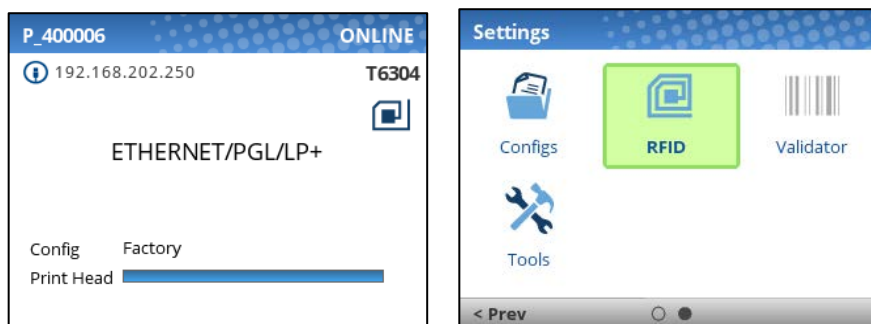 P_400006 ONLINE
192.168.202.250 T6304
ETHERNET/PGL/LP+
Config Factory
Print Head
Settings
Configs RFID Validator
Tools
< Prev